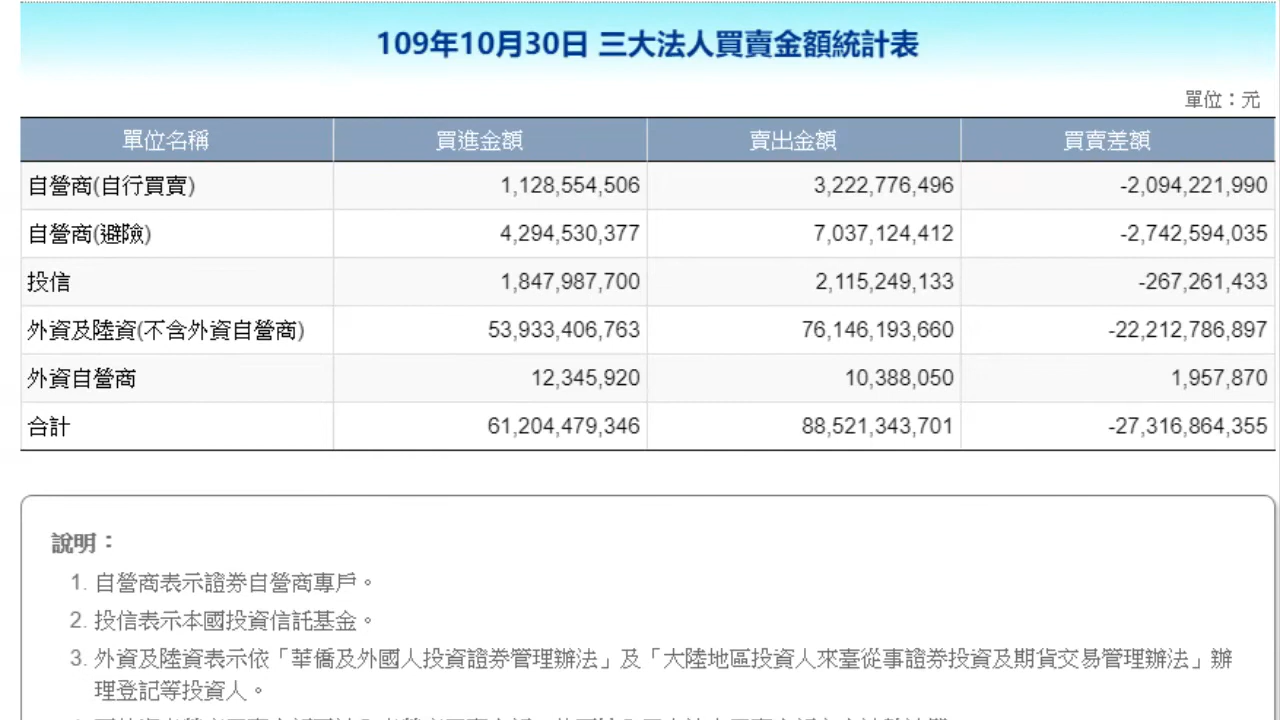 109年10月30日 三大法人買賣金額統計表
單位：元
單位名稱 買進金額 賣出金額 買賣差額
自營商(自行買賣) 1,128,554,506 3,222,776,496 -2,094,221,990
自營商(避險) 4,294,530,377 7,037,124,412 -2,742,594,035
投信 1,847,987,700 2,115,249,133 -267,261,433
外資及陸資(不含外資自營商) 53,933,406,763 76,146,193,660 -22,212,786,897
外資自營商 12,345,920 10,388,050 1,957,870
合計 61,204,479,346 88,521,343,701 -27,316,864,355
說明：
1. 自營商表示證券自營商專戶。
2. 投信表示本國投資信託基金。
3. 外資及陸資表示依「華僑及外國人投資證券管理辦法」及「大陸地區投資人來臺從事證券投資及期貨交易管理辦法」辦
理登記等投資人。